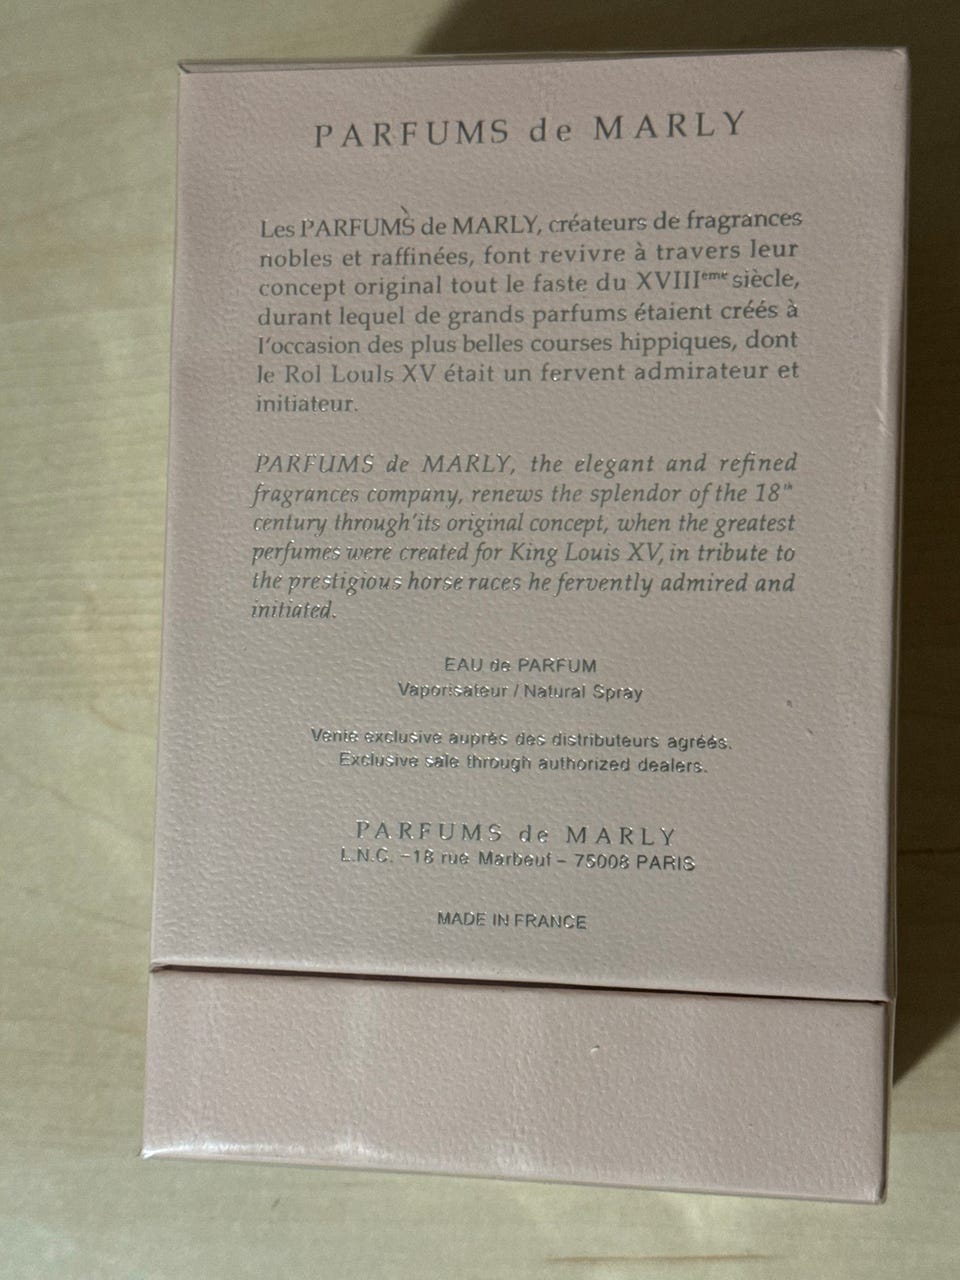 PARFUMS de MARLY
Les PARFUMS de MARLY, créateurs de fragrances
nobles et raffinées, font revivre à travers leur
concept original tout le faste du XVIIIeme siècle,
durant lequel de grands parfums étaient créés à
l'occasion des plus belles courses hippiques, dont
le Rol Louls XV était un fervent admirateur et
initiateur.
PARFUMS de MARLY, the elegant and refined
fragrances company, renews the splendor of the 18th
century through'its original concept, when the greatest
perfumes were created for King Louis XV, in tribute to
the prestigious horse races he fervently admired and
initiated.
EAU de PARFUM
Vaporisateur / Natural Spray
Venie exclusive auprès des distributeurs agréés.
Exclusive sale through authorized dealers.
PARFUMS de MARLY
L.N.C. -18 rue Marbeuf - 75008 PARIS
MADE IN FRANCE